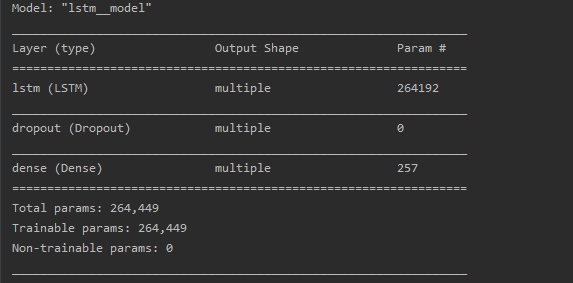 Model: "lstm__model"
_________________________________________________________________
Layer (type)                 Output Shape              Param #
=================================================================
lstm (LSTM)                  multiple                  264192
_________________________________________________________________
dropout (Dropout)            multiple                  0
_________________________________________________________________
dense (Dense)                multiple                  257
=================================================================
Total params: 264,449
Trainable params: 264,449
Non-trainable params: 0
_________________________________________________________________